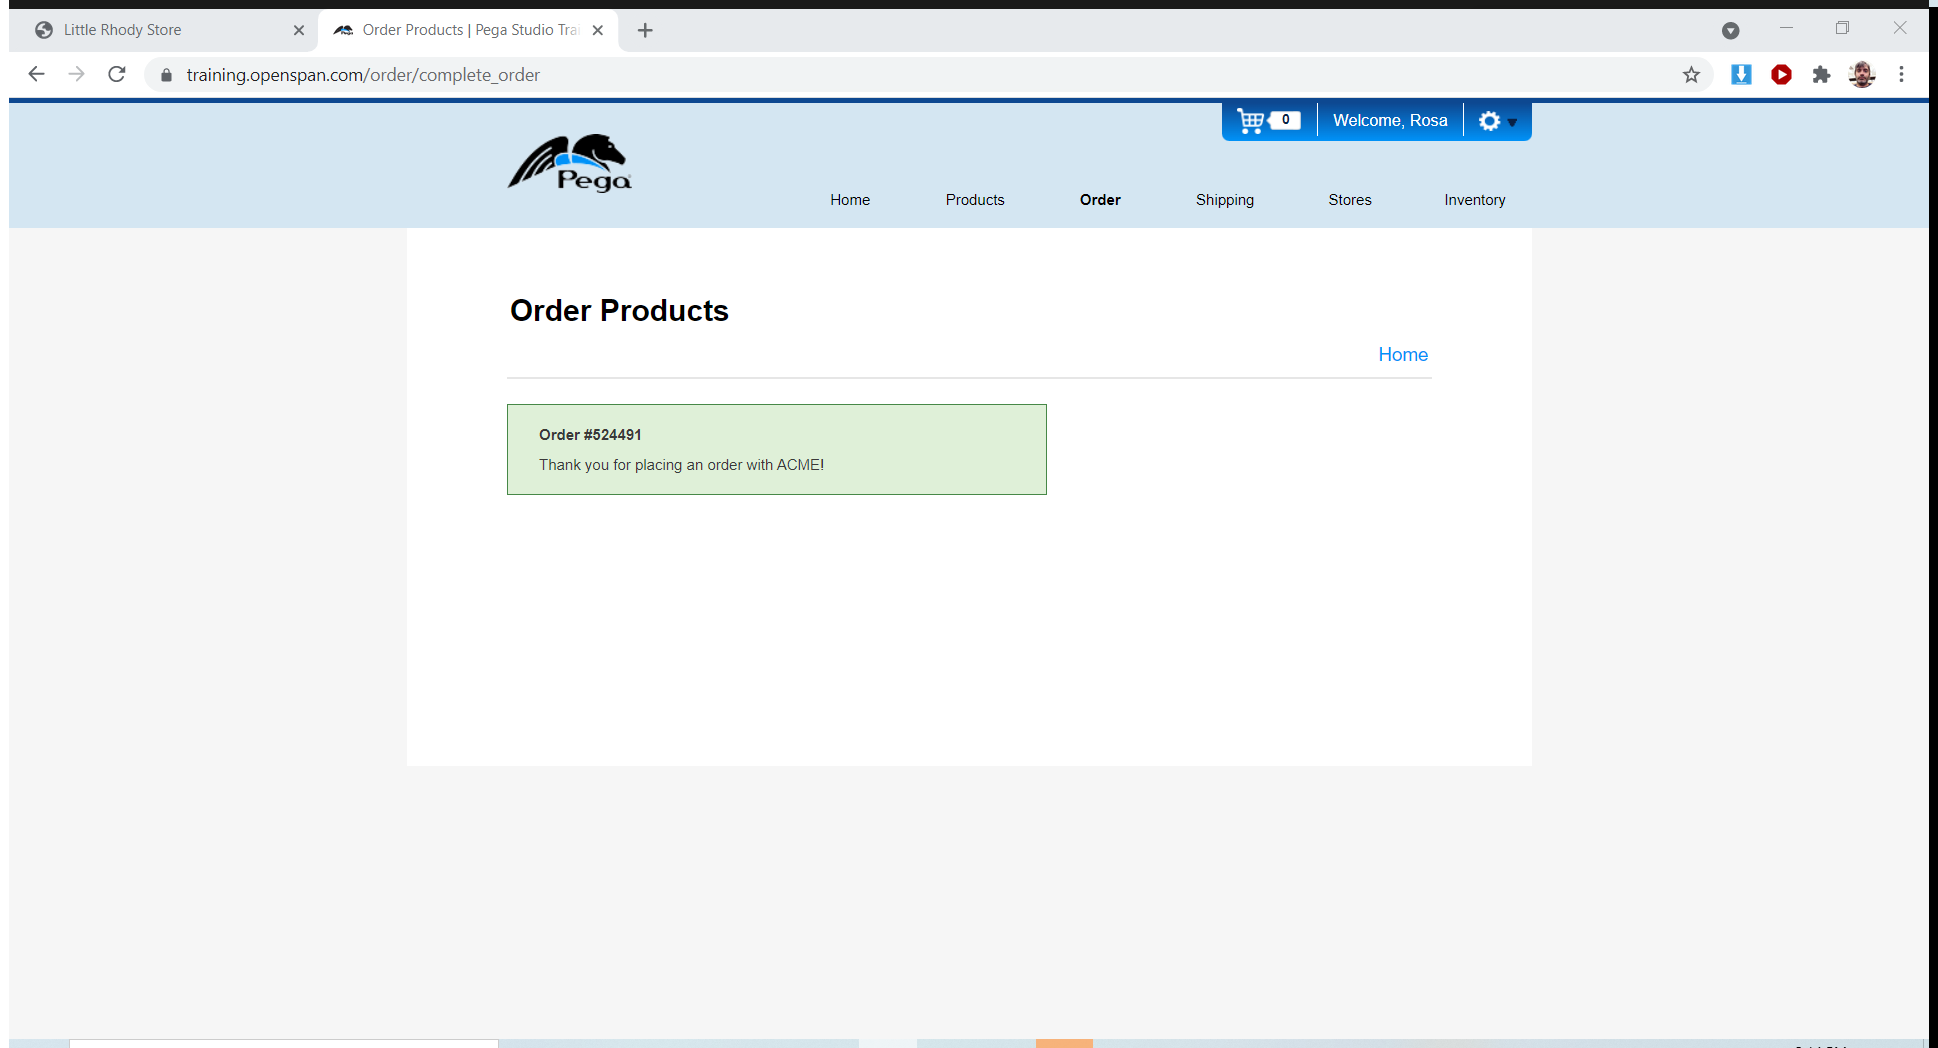 Little Rhody Store
Order Products | Pega Studio Trai
training.openspan.com/order/complete_order
0
Welcome, Rosa
Pega
Home
Products
Order
Shipping
Stores
Inventory
Order Products
Home
Order #524491
Thank you for placing an order with ACME!